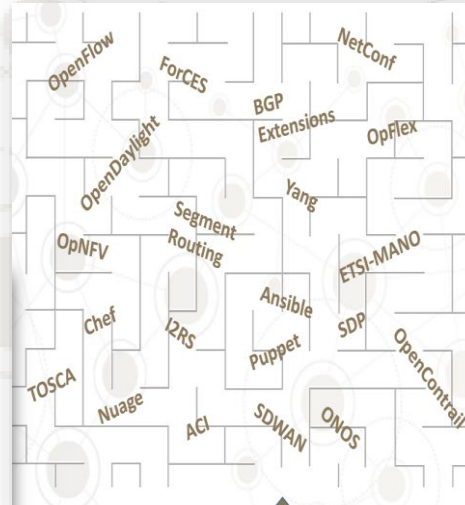 OpenFlow
NetConf
ForCES
BGP
Extensions
OpFlex
OpenDaylight
Yang
Segment
Routing
OpNFV
ETSI-MANO
Ansible
Chef
I2RS
SDP
Puppet
OpenContrail
TOSCA
Nuage
ACI
SDWAN
ONOS